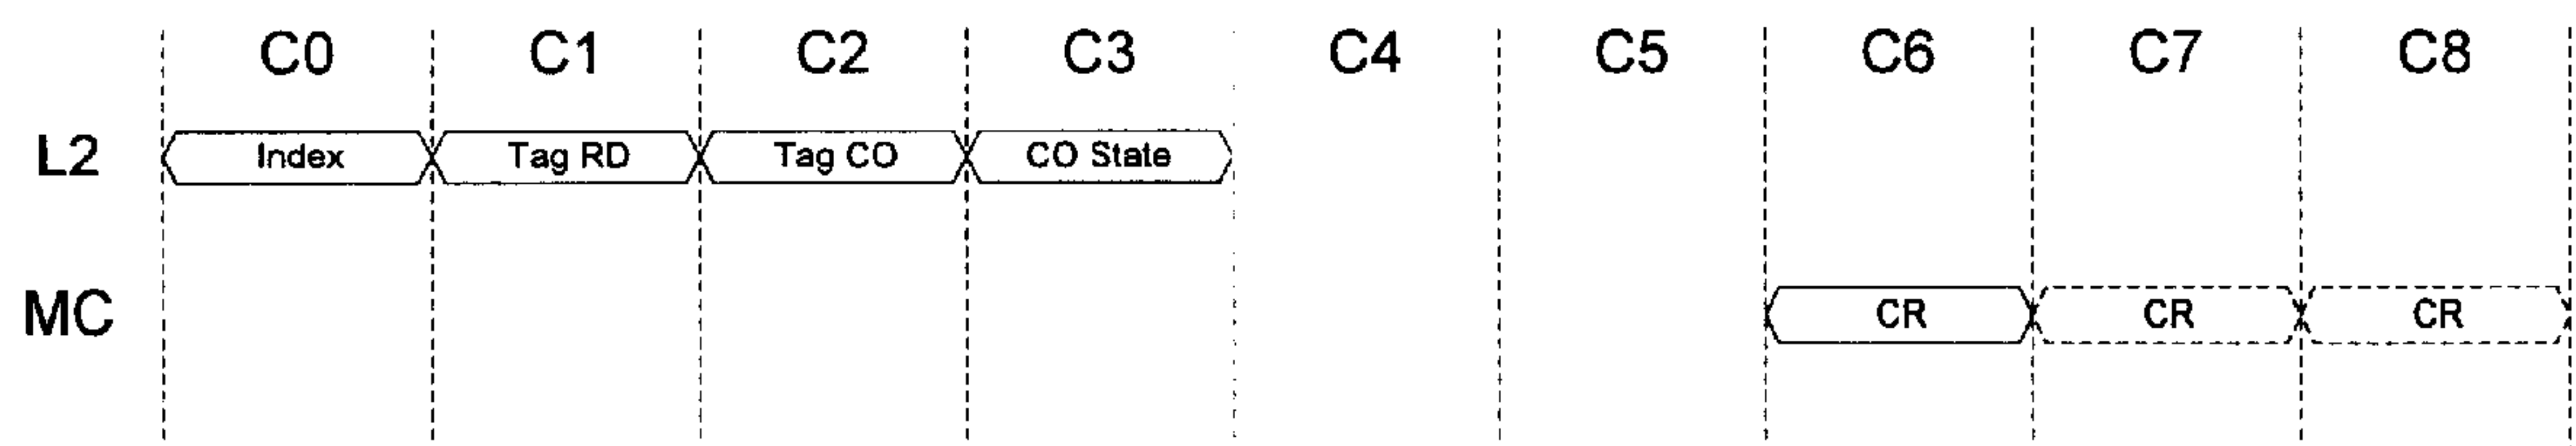 C0 C1 C2 C3 C4 C5 C6 C7 C8
L2 Index Tag RD Tag CO CO State
MC CR CR CR